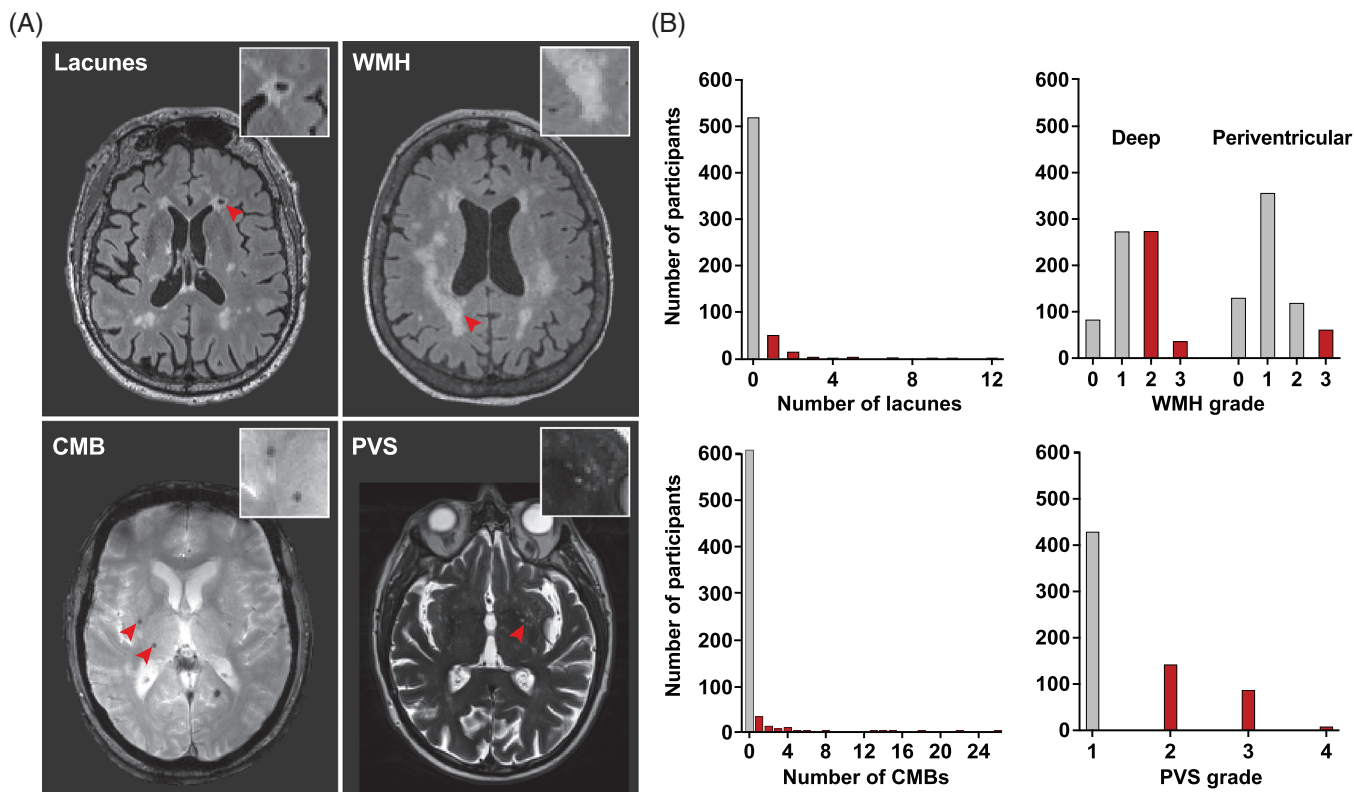 (A)
Lacunes
WMH
CMB
PVS
(B)
Number of participants
600
500
400
300
200
100
0
0 4 8 12
Number of lacunes
600
500
400
300
200
100
0
Deep Periventricular
0 1 2 3 0 1 2 3
WMH grade
Number of participants
600
500
400
300
600
100
0
0 4 8 12 16 20 24
Number of CMBs
600
500
400
300
200
100
0
1 2 3 4
PVS grade